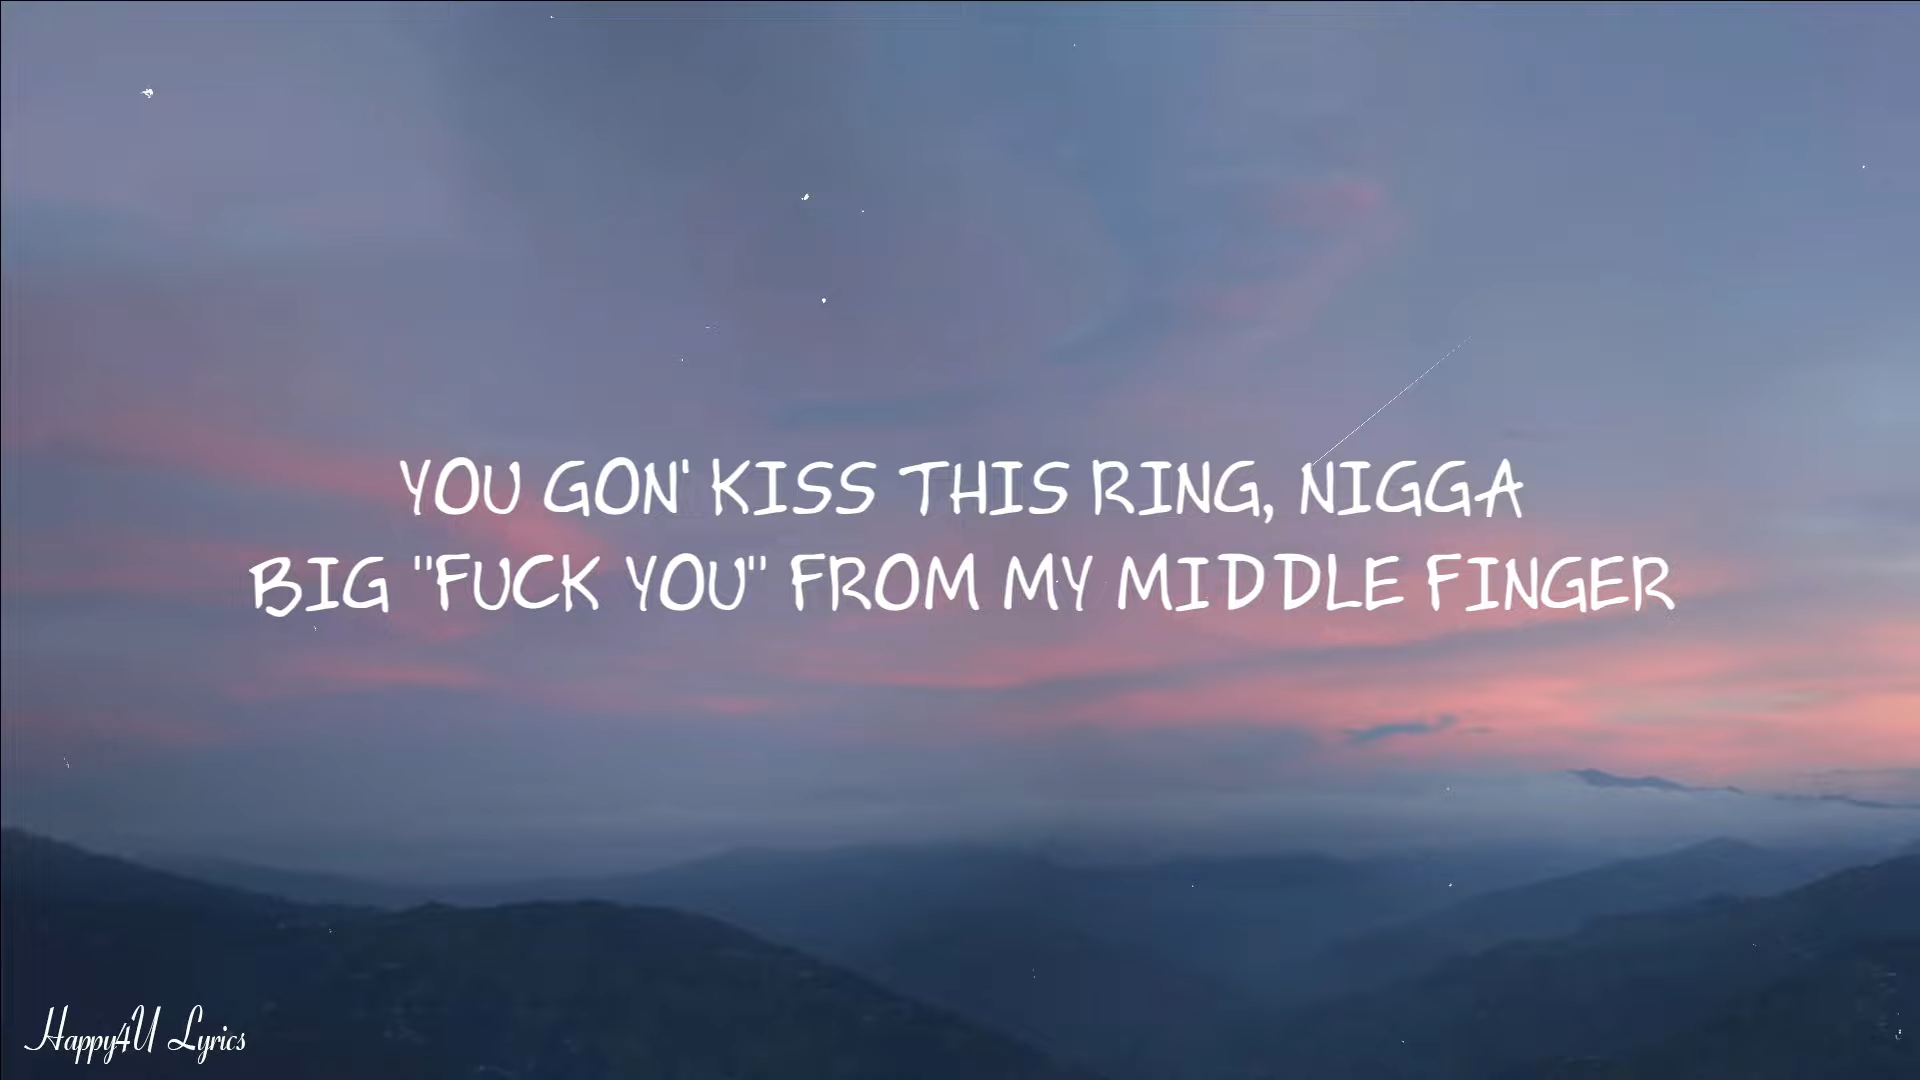 YOU GON' KISS THIS RING, NIGGA
BIG "FUCK YOU" FROM MY MIDDLE FINGER
Happy4U Lyrics